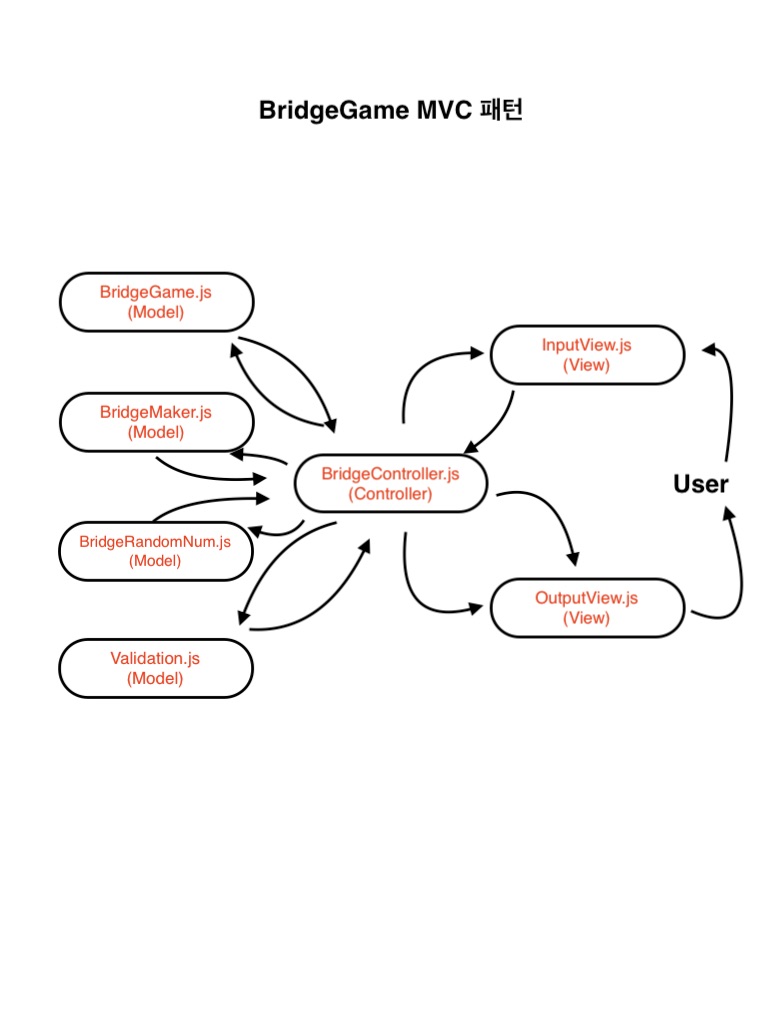 BridgeGame MVC 패턴
BridgeGame.js
(Model)
BridgeMaker.js
(Model)
BridgeRandomNum.js
(Model)
Validation.js
(Model)
BridgeController.js
(Controller)
InputView.js
(View)
User
OutputView.js
(View)